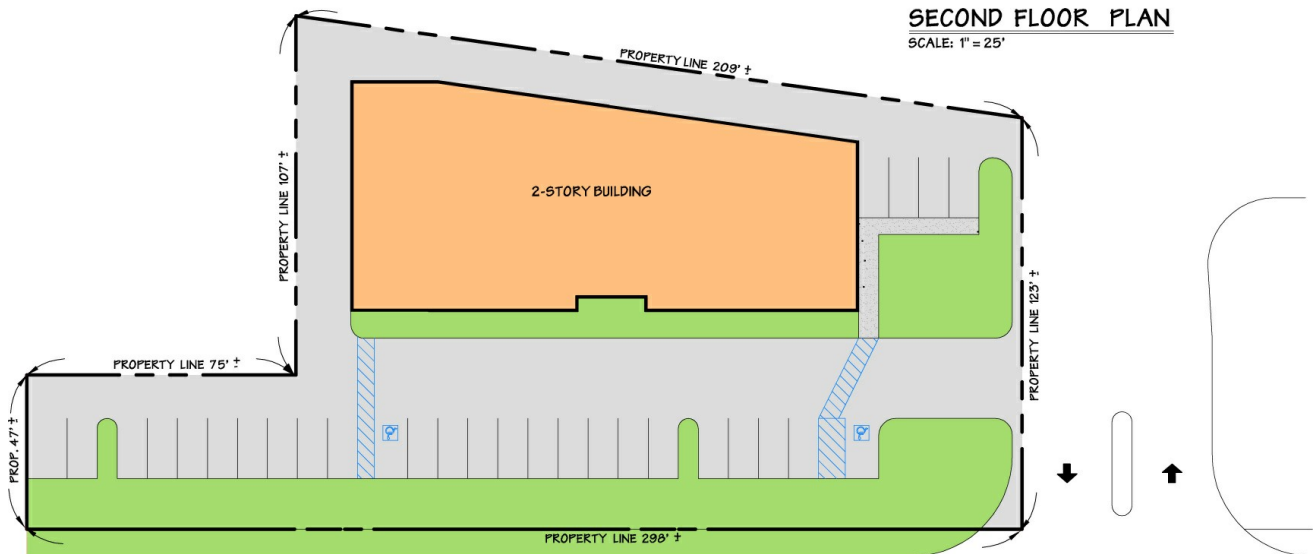 SECOND FLOOR PLAN
SCALE: 1" = 25'
PROPERTY LINE 209' ±
2-STORY BUILDING
PROPERTY LINE 107' ±
PROPERTY LINE 123' ±
PROPERTY LINE 75' ±
PROP. 47' ±
PROPERTY LINE 298' ±